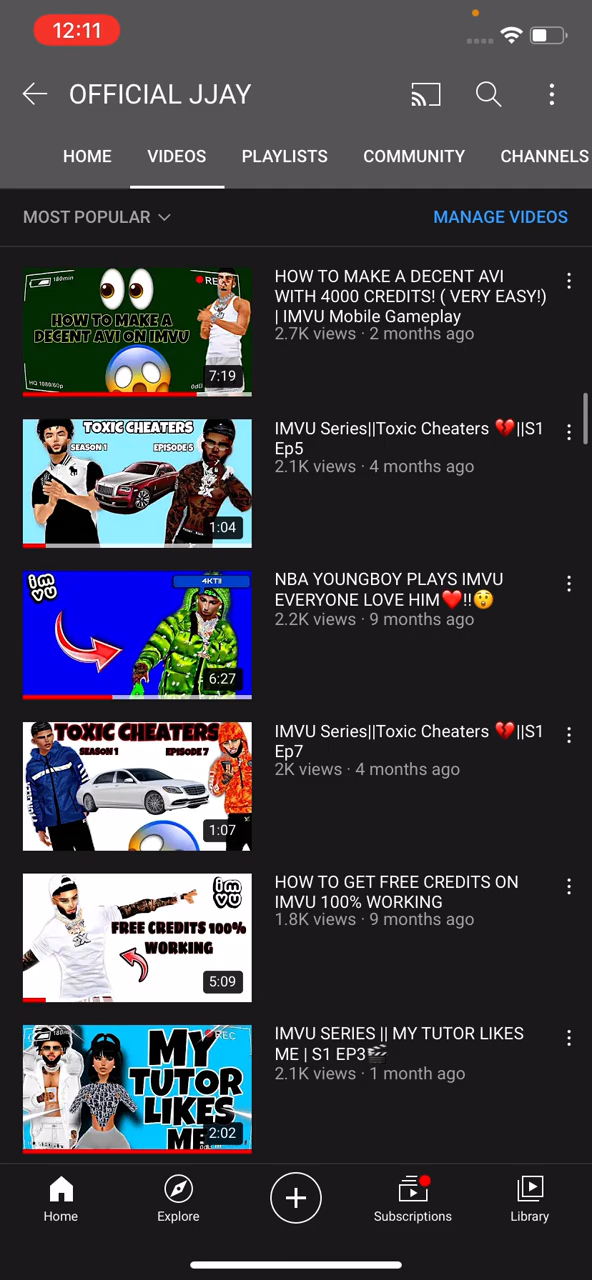 12:11
OFFICIAL JJAY
HOME VIDEOS PLAYLISTS COMMUNITY CHANNELS
MOST POPULAR
MANAGE VIDEOS
180min
REC
HOW TO MAKE A
DECENT AVI ON IMVU
HQ 1080/60p
7:19
HOW TO MAKE A DECENT AVI
WITH 4000 CREDITS! ( VERY EASY!)
| IMVU Mobile Gameplay
2.7K views · 2 months ago
TOXIC CHEATERS
SEASON 1 EPISODE 5
1:04
IMVU Series||Toxic Cheaters 💔||S1
Ep5
2.1K views · 4 months ago
imvu
4KTII
6:27
NBA YOUNGBOY PLAYS IMVU
EVERYONE LOVE HIM❤️!!😲
2.2K views · 9 months ago
TOXIC CHEATERS
SEASON 1 EPISODE 7
1:07
IMVU Series||Toxic Cheaters 💔||S1
Ep7
2K views · 4 months ago
imvu
FREE CREDITS 100%
WORKING
5:09
HOW TO GET FREE CREDITS ON
IMVU 100% WORKING
1.8K views · 9 months ago
180min
REC
MY
TUTOR
LIKES
ME
2:02
IMVU SERIES || MY TUTOR LIKES
ME | S1 EP3🎬
2.1K views · 1 month ago
Home Explore Subscriptions Library